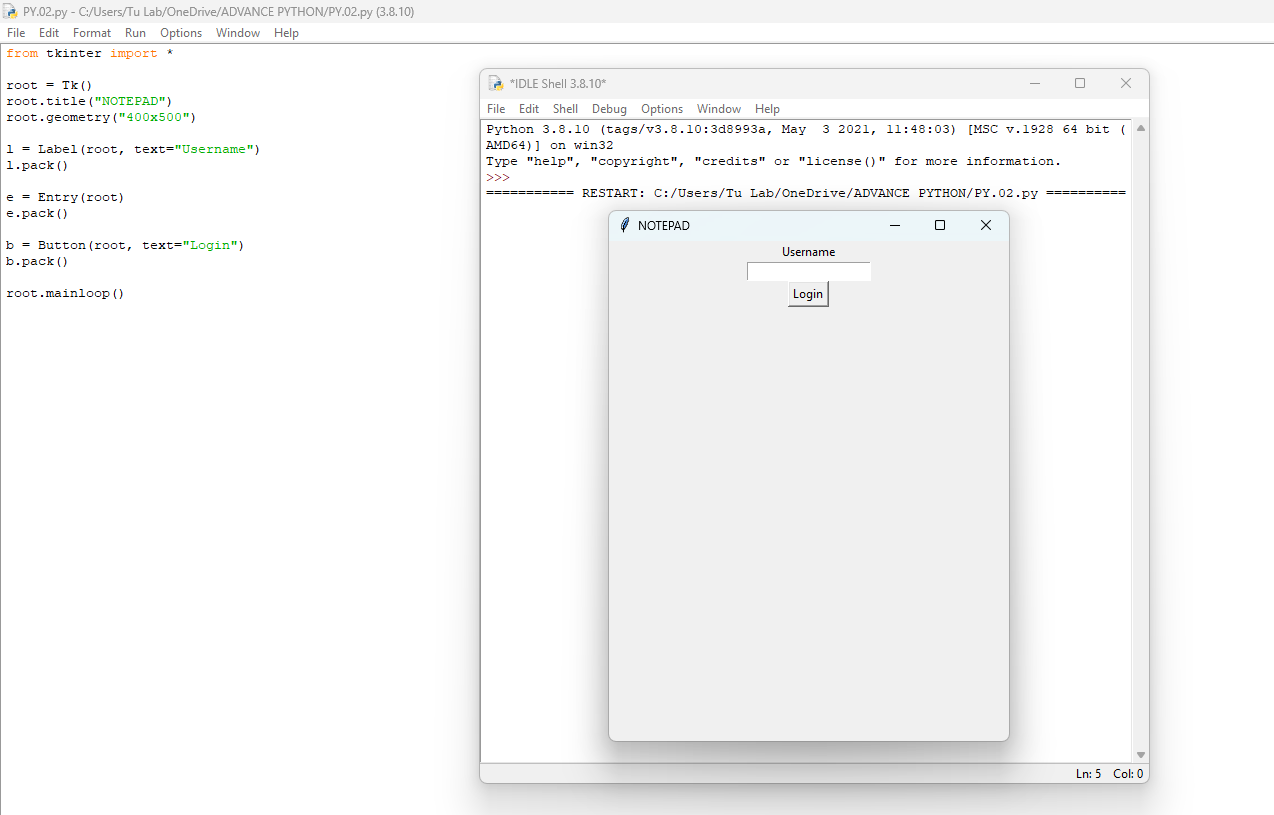 PY.02.py - C:/Users/Tu Lab/OneDrive/ADVANCE PYTHON/PY.02.py (3.8.10)
File Edit Format Run Options Window Help
from tkinter import *
root = Tk()
root.title("NOTEPAD")
root.geometry("400x500")
l = Label(root, text="Username")
l.pack()
e = Entry(root)
e.pack()
b = Button(root, text="Login")
b.pack()
root.mainloop()
*IDLE Shell 3.8.10*
File Edit Shell Debug Options Window Help
Python 3.8.10 (tags/v3.8.10:3d8993a, May  3 2021, 11:48:03) [MSC v.1928 64 bit (
AMD64)] on win32
Type "help", "copyright", "credits" or "license()" for more information.
>>>
=========== RESTART: C:/Users/Tu Lab/OneDrive/ADVANCE PYTHON/PY.02.py ==========
NOTEPAD
Username
Login
Ln: 5 Col: 0